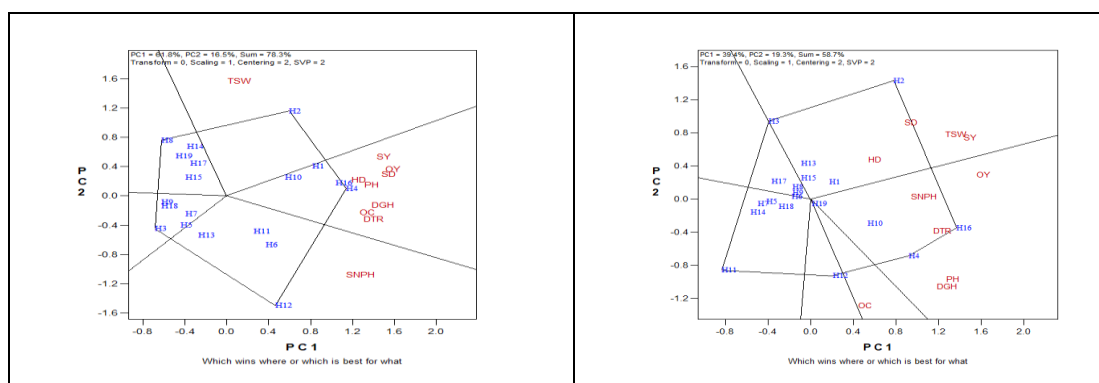 PC1 = 61.8%, PC2 = 16.5%, Sum = 78.3%
Transform = 0, Scaling = 1, Centering = 2, SVP = 2
TSW
1.6
H2
1.2
H8
0.8
H14
H19
SY
H17
H1
0.4
OY
H15
H10
SD
HD
H16
PH
H4
P
C
2
0.0
H9
H18
DGH
H7
OC
DTR
H5
-0.4
H3
H13
H11
H6
-0.8
SNPH
-1.2
H12
-1.6
-0.8
-0.4
0.0
0.4
0.8
1.2
1.6
2.0
PC1
Which wins where or which is best for what
PC1 = 39.4%, PC2 = 19.3%, Sum = 58.7%
Transform = 0, Scaling = 1, Centering = 2, SVP = 2
1.6
H2
1.2
H3
SD
0.8
TSW
SY
HD
H13
0.4
OY
H15
H17
H1
H8
H9
H6
SNPH
P
C
2
0.0
H5
H7
H18
H19
H14
H10
H16
DTR
-0.4
H4
-0.8
H11
H12
PH
DGH
-1.2
OC
-0.8
-0.4
0.0
0.4
0.8
1.2
1.6
2.0
PC1
Which wins where or which is best for what